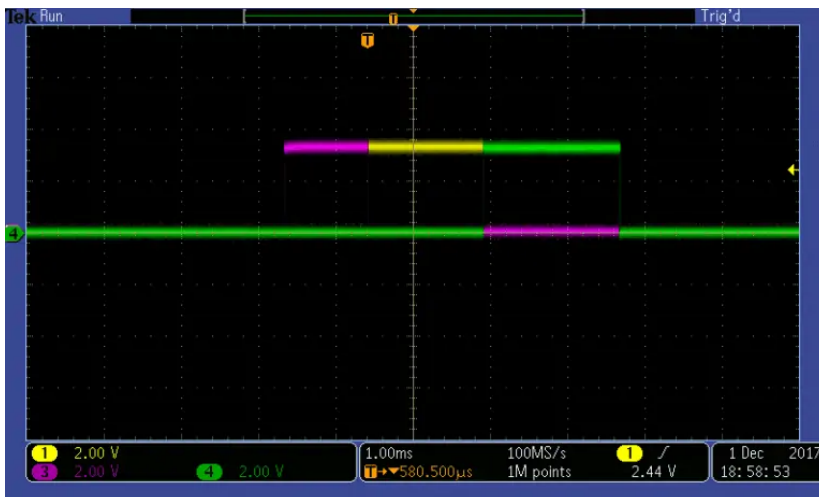 Tek Run Trig'd
T
T
4
1 2.00 V
3 2.00 V 4 2.00 V
1.00ms 100MS/s 1 2.44 V
T→▼580.500µs 1M points
1 Dec 2017
18:58:53